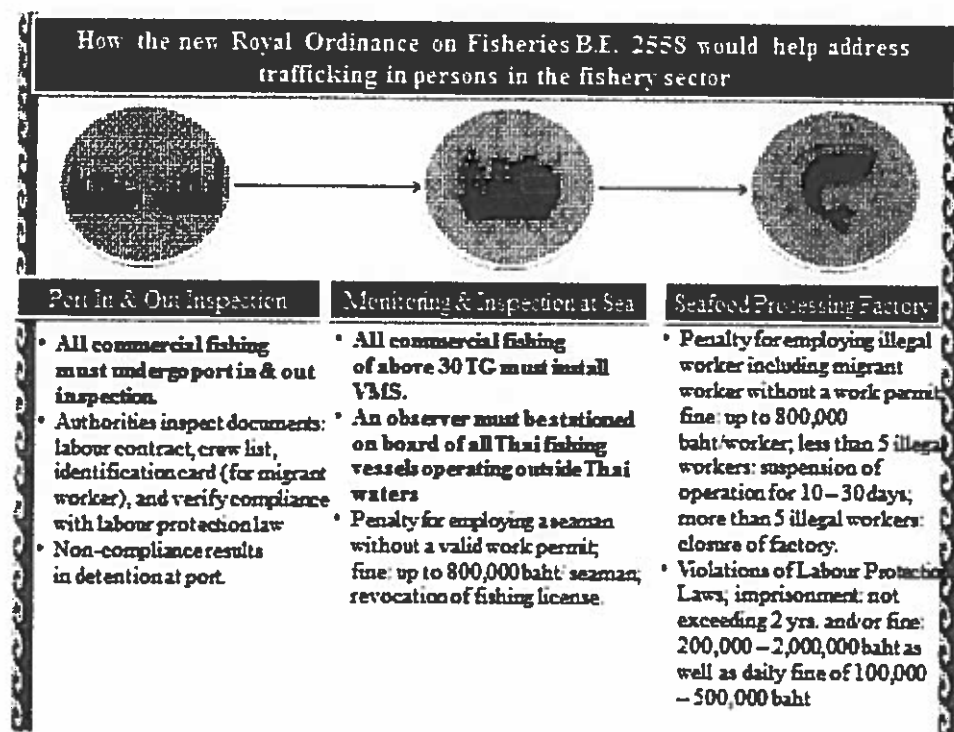 How the new Royal Ordinance on Fisheries B.E. 2558 would help address
trafficking in persons in the fishery sector
Port In & Out Inspection
• All commercial fishing
must undergo port in & out
inspection.
• Authorities inspect documents:
labour contract, crew list,
identification card (for migrant
worker), and verify compliance
with labour protection law
• Non-compliance results
in detention at port.
Monitoring & Inspection at Sea
• All commercial fishing
of above 30 TG must install
VMS.
• An observer must be stationed
on board of all Thai fishing
vessels operating outside Thai
waters
• Penalty for employing a seaman
without a valid work permit;
fine: up to 800,000 baht/ seaman;
revocation of fishing license.
Seafood Processing Factory
• Penalty for employing illegal
worker including migrant
worker without a work permit
fine: up to 800,000
baht/worker; less than 5 illegal
workers: suspension of
operation for 10 – 30 days;
more than 5 illegal workers:
closure of factory.
• Violations of Labour Protection
Laws; imprisonment: not
exceeding 2 yrs. and/or fine:
200,000 – 2,000,000 baht as
well as daily fine of 100,000
– 500,000 baht